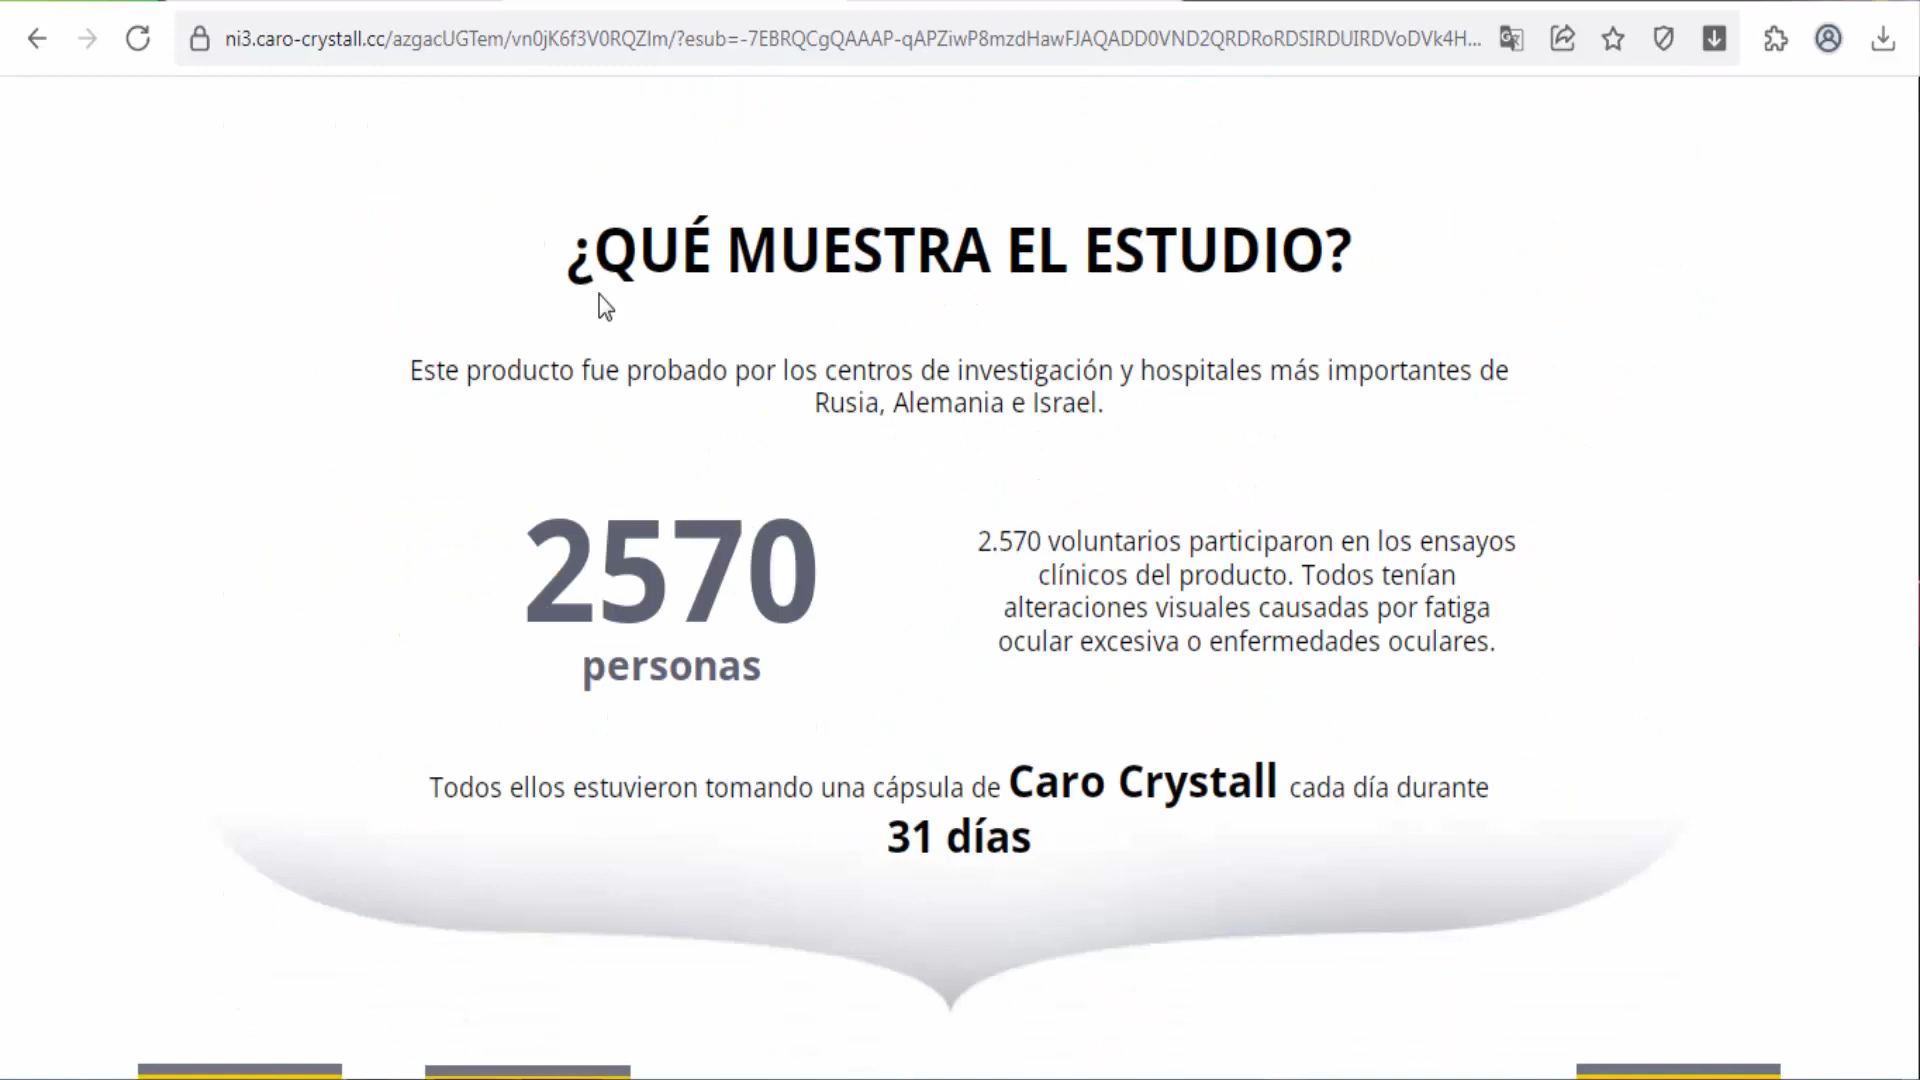 ni3.caro-crystall.cc/azgacUGTem/vn0jK6f3V0RQZlm/?esub=-7EBRQCgQAAAP-qAPZiwP8mzdHawFJAQADD0VND2QRDRoRDSIRDUIRDVoDVk4H...
¿QUÉ MUESTRA EL ESTUDIO?
Este producto fue probado por los centros de investigación y hospitales más importantes de
Rusia, Alemania e Israel.
2570
personas
2.570 voluntarios participaron en los ensayos
clínicos del producto. Todos tenían
alteraciones visuales causadas por fatiga
ocular excesiva o enfermedades oculares.
Todos ellos estuvieron tomando una cápsula de Caro Crystall cada día durante
31 días